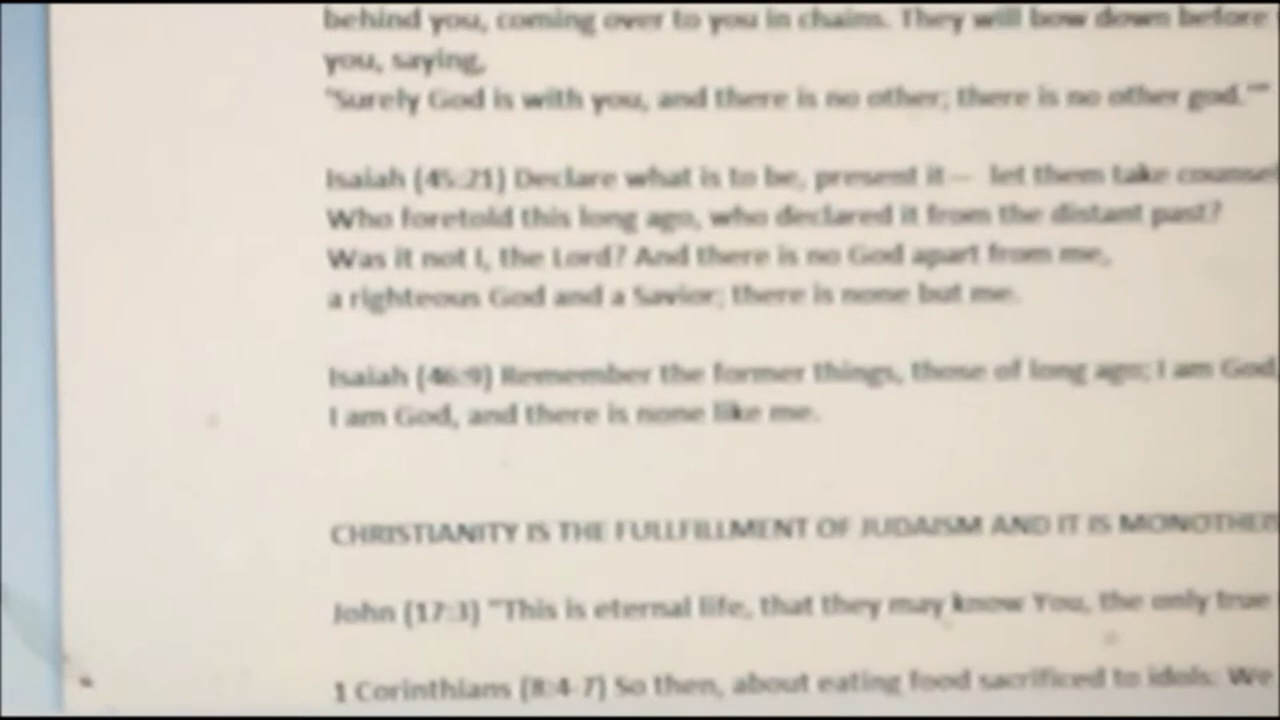 behind you, coming over to you in chains. They will bow down before
you, saying,
'Surely God is with you, and there is no other; there is no other god.'"
Isaiah (45:21) Declare what is to be, present it— let them take counsel
Who foretold this long ago, who declared it from the distant past?
Was it not I, the Lord? And there is no God apart from me,
a righteous God and a Savior; there is none but me.
Isaiah (46:9) Remember the former things, those of long ago; I am God,
I am God, and there is none like me.
CHRISTIANITY IS THE FULLFILLMENT OF JUDAISM AND IT IS MONOTHEIS
John (17:3) "This is eternal life, that they may know You, the only true
1 Corinthians (8:4-7) So then, about eating food sacrificed to idols: We